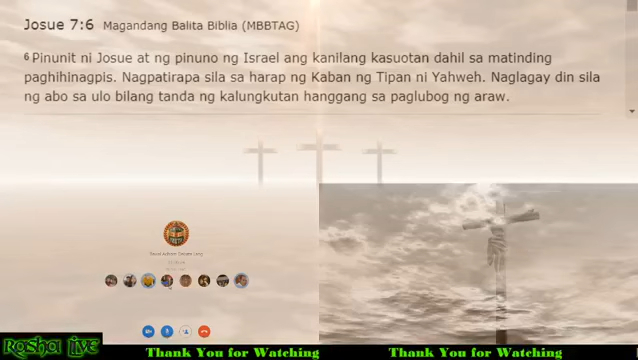 Josue 7:6 Magandang Balita Biblia (MBBTAG)
6 Pinunit ni Josue at ng pinuno ng Israel ang kanilang kasuotan dahil sa matinding
paghihinagpis. Nagpatirapa sila sa harap ng Kaban ng Tipan ni Yahweh. Naglagay din sila
ng abo sa ulo bilang tanda ng kalungkutan hanggang sa paglubog ng araw.
Rasha Live
Thank You for Watching
Thank You for Watching